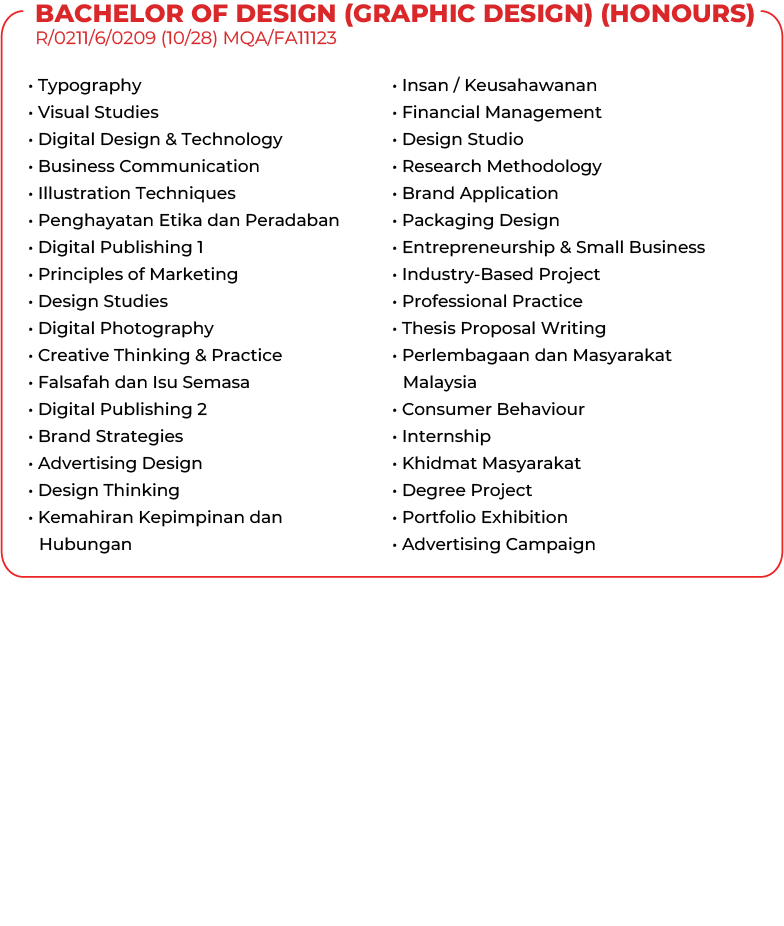 BACHELOR OF DESIGN (GRAPHIC DESIGN) (HONOURS)
R/0211/6/0209 (10/28) MQA/FA11123
• Typography
• Visual Studies
• Digital Design & Technology
• Business Communication
• Illustration Techniques
• Penghayatan Etika dan Peradaban
• Digital Publishing 1
• Principles of Marketing
• Design Studies
• Digital Photography
• Creative Thinking & Practice
• Falsafah dan Isu Semasa
• Digital Publishing 2
• Brand Strategies
• Advertising Design
• Design Thinking
• Kemahiran Kepimpinan dan
Hubungan
• Insan / Keusahawanan
• Financial Management
• Design Studio
• Research Methodology
• Brand Application
• Packaging Design
• Entrepreneurship & Small Business
• Industry-Based Project
• Professional Practice
• Thesis Proposal Writing
• Perlembagaan dan Masyarakat
Malaysia
• Consumer Behaviour
• Internship
• Khidmat Masyarakat
• Degree Project
• Portfolio Exhibition
• Advertising Campaign